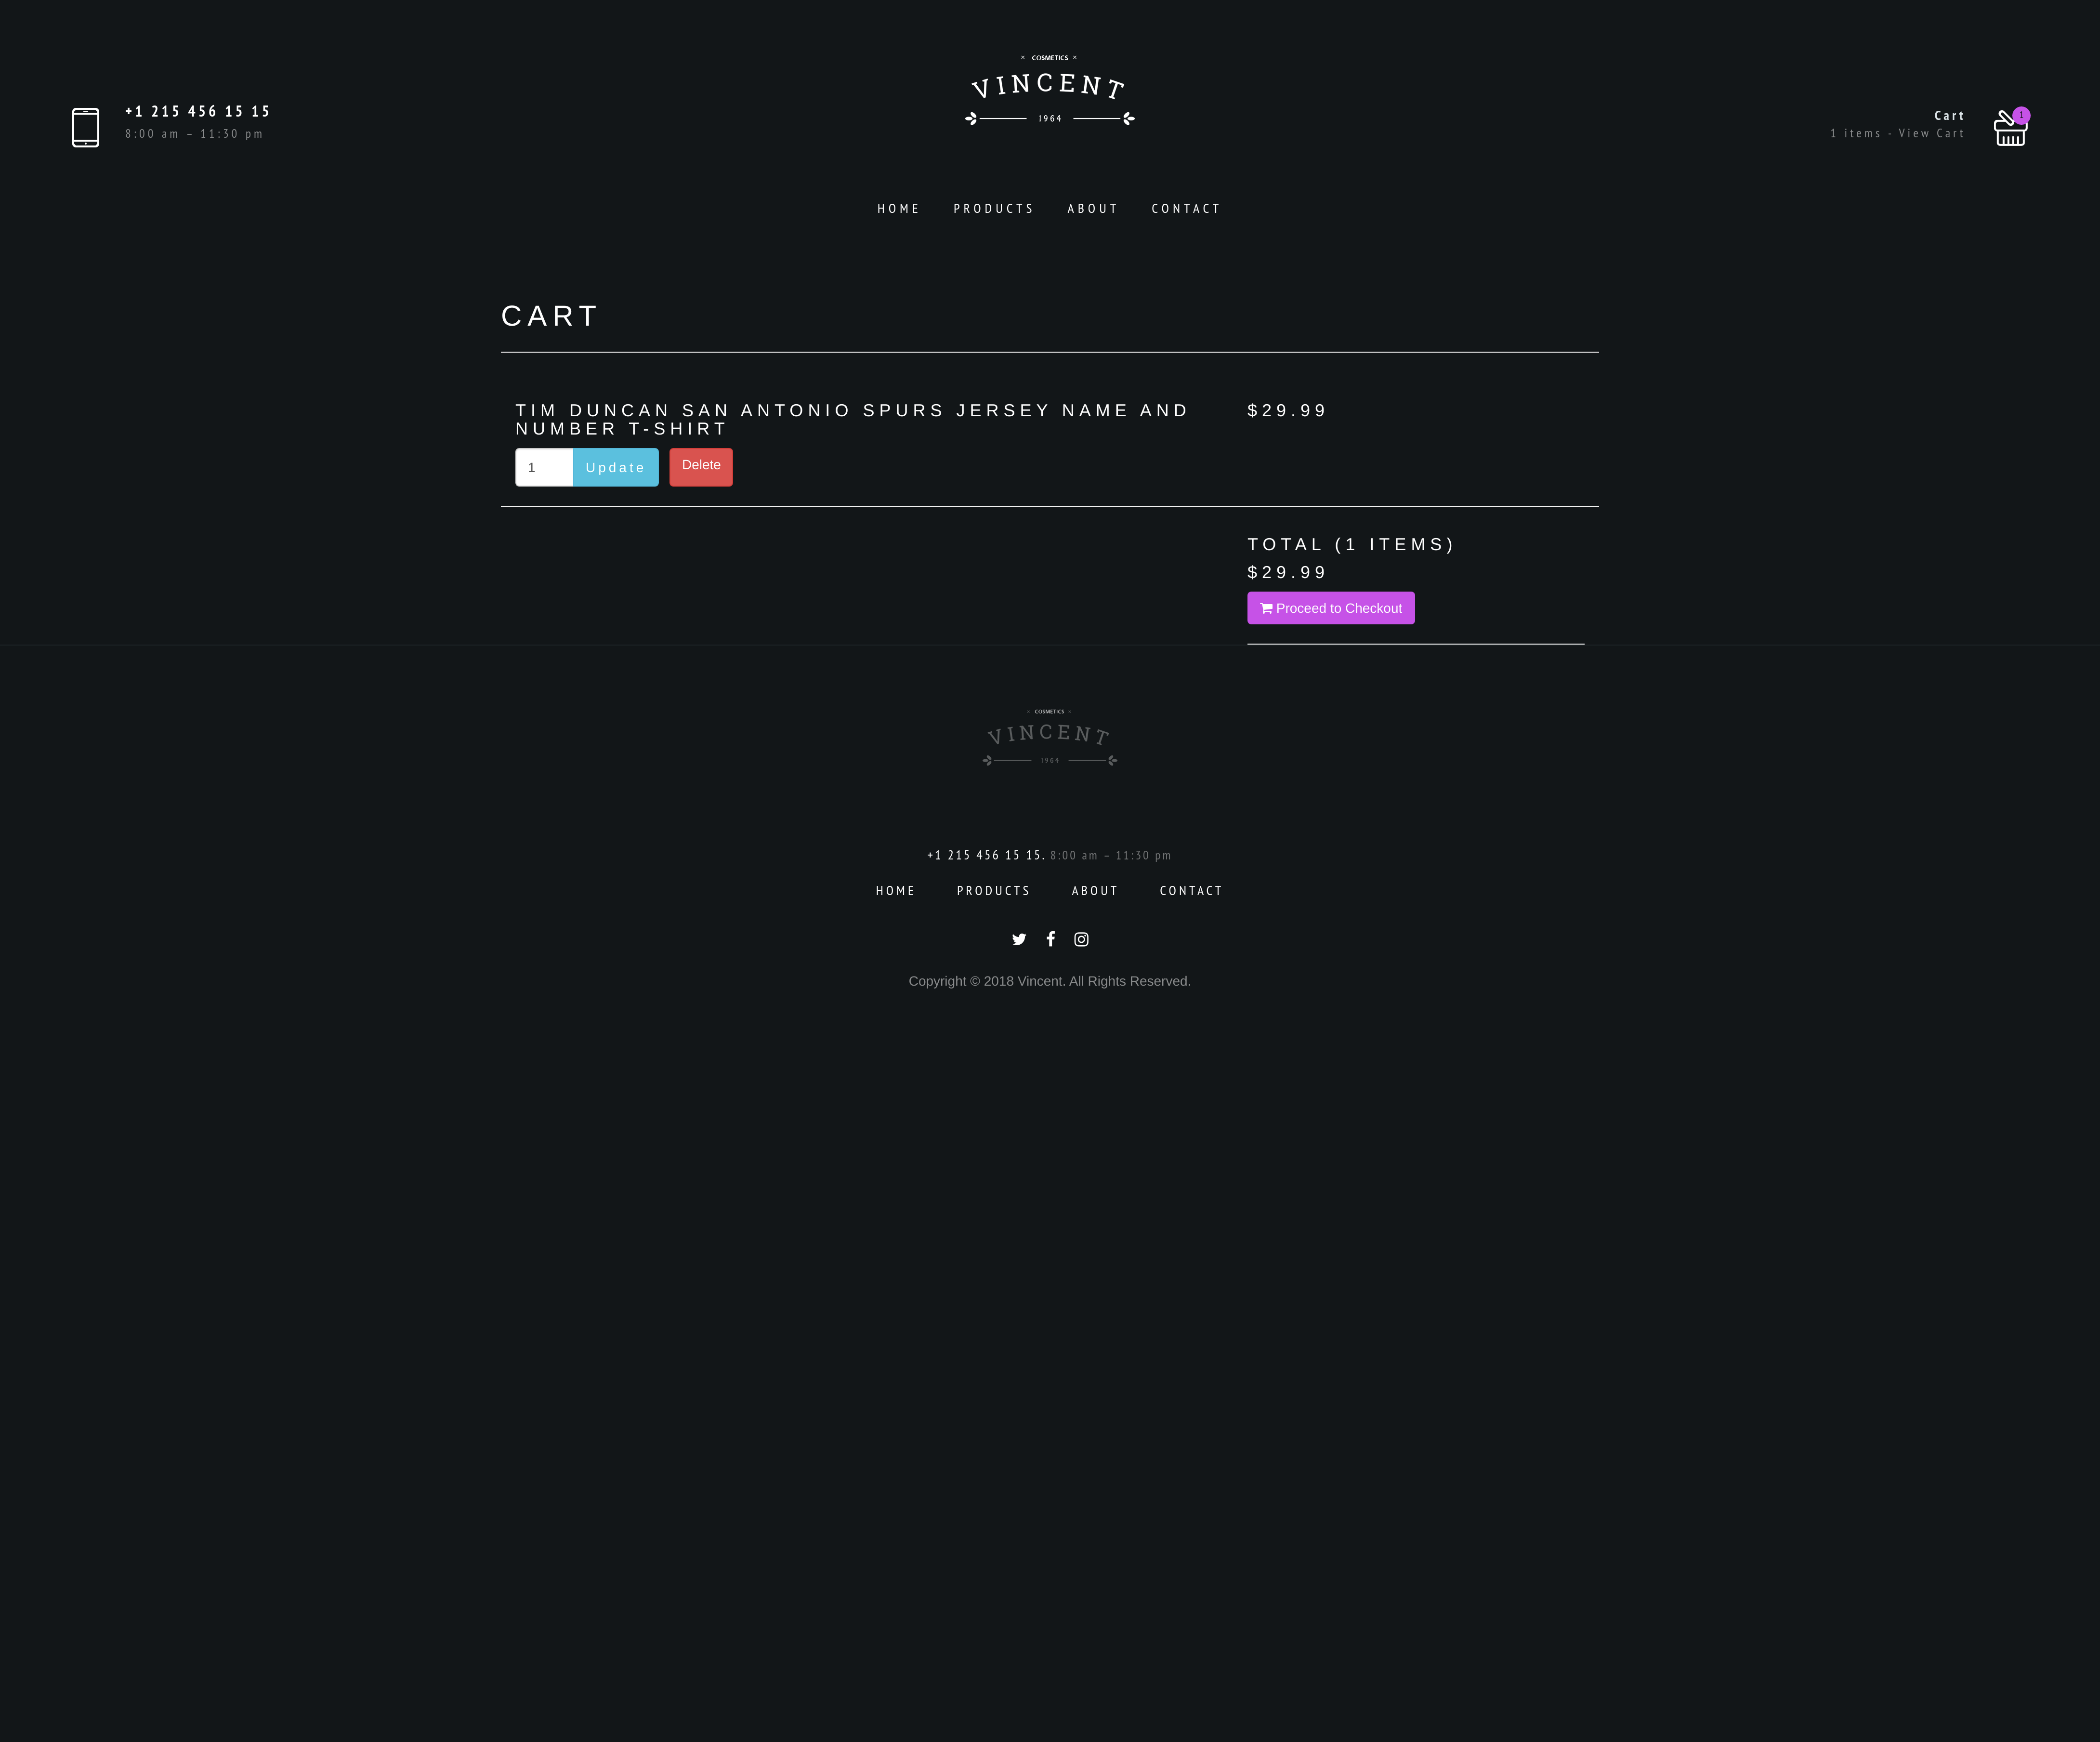 COSMETICS
VINCENT
1964
+1 215 456 15 15
8:00 am – 11:30 pm
Cart
1 items - View Cart
1
HOME PRODUCTS ABOUT CONTACT
CART
TIM DUNCAN SAN ANTONIO SPURS JERSEY NAME AND
NUMBER T-SHIRT
$29.99
1 Update Delete
TOTAL (1 ITEMS)
$29.99
Proceed to Checkout
COSMETICS
VINCENT
1964
+1 215 456 15 15. 8:00 am – 11:30 pm
HOME PRODUCTS ABOUT CONTACT
Copyright © 2018 Vincent. All Rights Reserved.